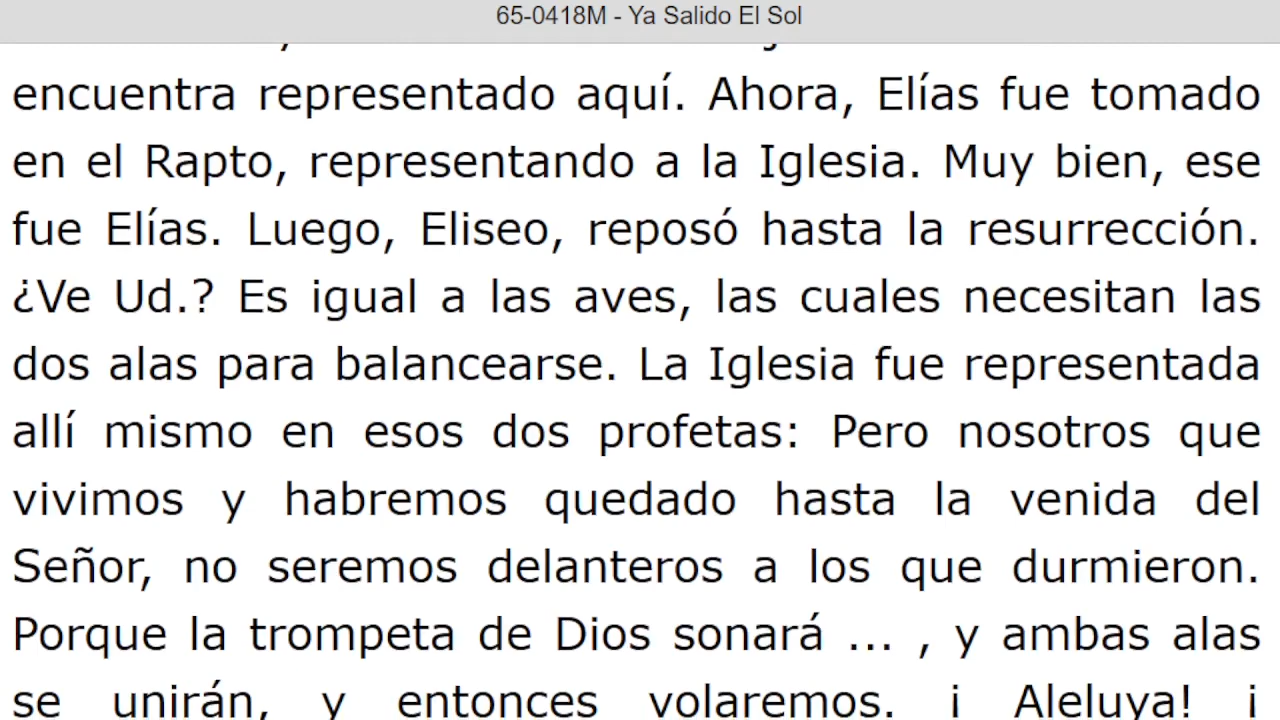 65-0418M - Ya Salido El Sol
encuentra representado aquí. Ahora, Elías fue tomado
en el Rapto, representando a la Iglesia. Muy bien, ese
fue Elías. Luego, Eliseo, reposó hasta la resurrección.
¿Ve Ud.? Es igual a las aves, las cuales necesitan las
dos alas para balancearse. La Iglesia fue representada
allí mismo en esos dos profetas: Pero nosotros que
vivimos y habremos quedado hasta la venida del
Señor, no seremos delanteros a los que durmieron.
Porque la trompeta de Dios sonará ... , y ambas alas
se unirán, y entonces volaremos. ¡ Aleluya! ¡